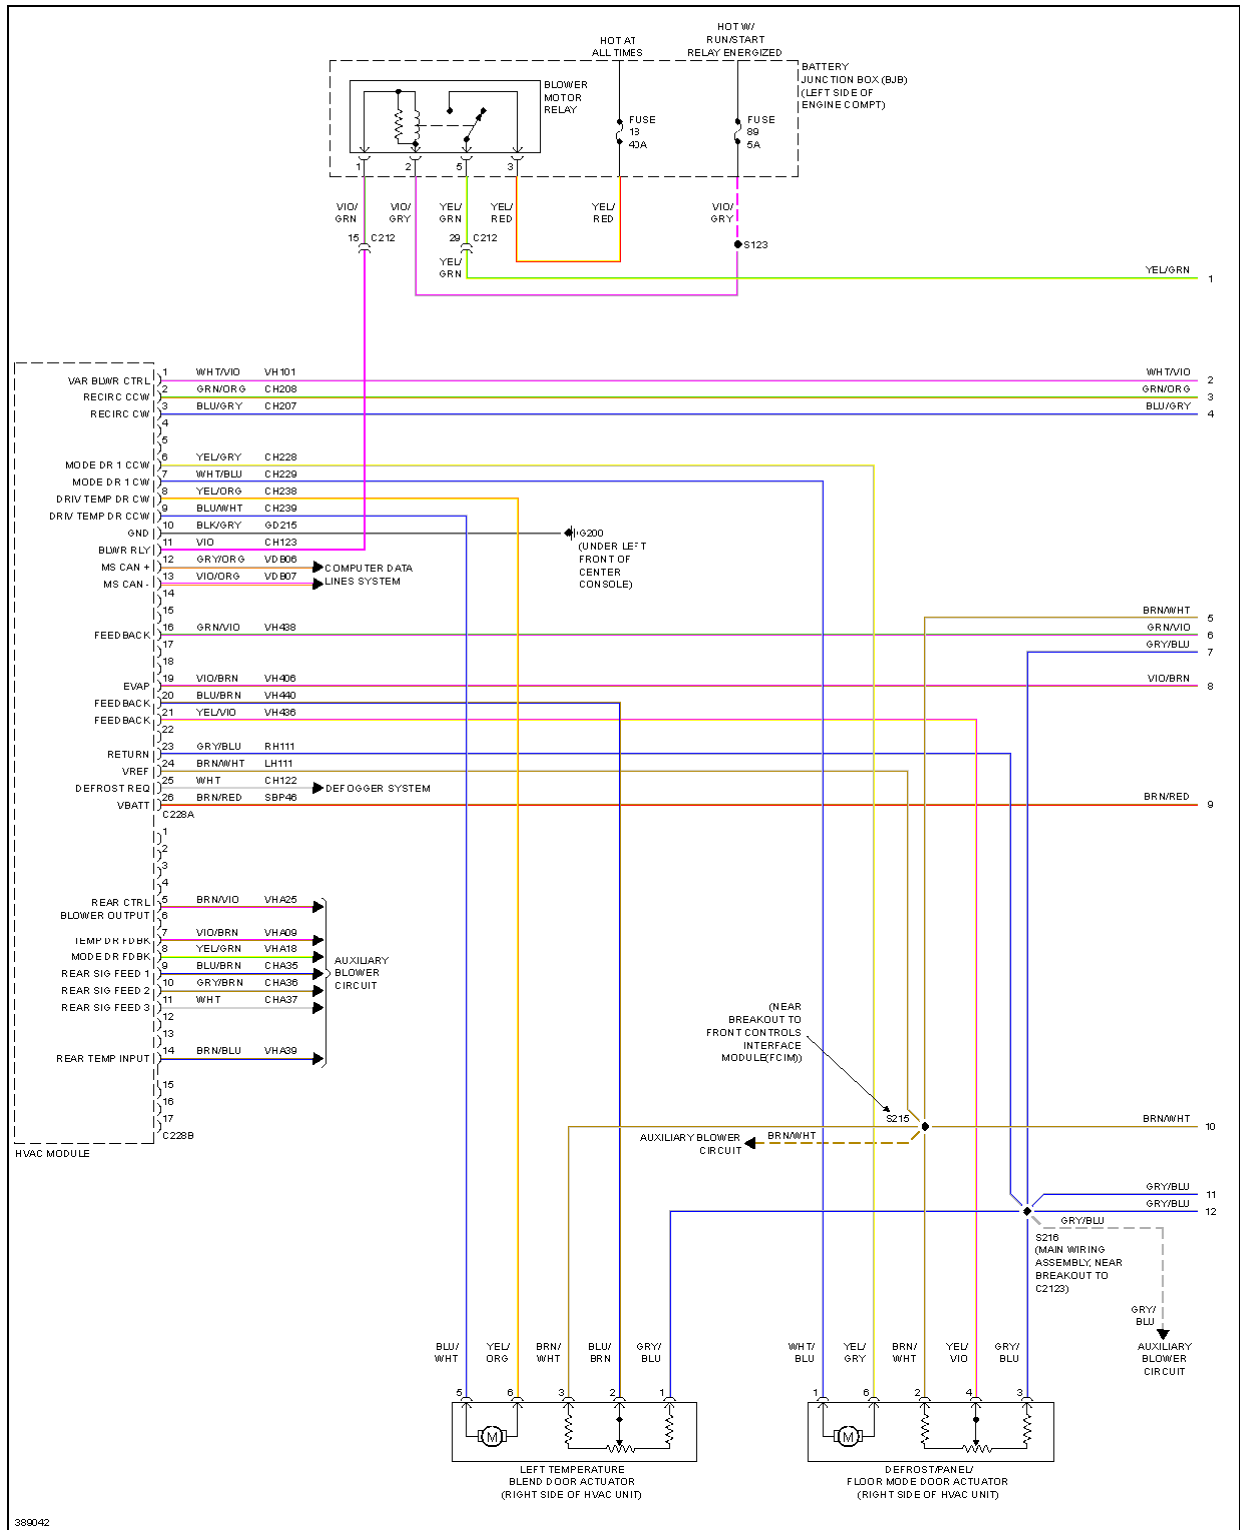 HOT AT
ALL TIMES
HOT W/
RUN/START
RELAY ENERGIZED
BATTERY
JUNCTION BOX (BJB)
(LEFT SIDE OF
ENGINE COMPT)
BLOWER
MOTOR
RELAY
FUSE
13
40A
FUSE
89
5A
1
2
5
3
VIO/
GRN
VIO/
GRY
YEL/
GRN
YEL/
RED
YEL/
RED
VIO/
GRY
15
C212
29
C212
YEL/
GRN
S123
YEL/GRN
1
VAR BLWR CTRL 1 WHT/VIO VH101 WHT/VIO 2
RECIRC CCW 2 GRN/ORG CH208 GRN/ORG 3
RECIRC CW 3 BLU/GRY CH207 BLU/GRY 4
4
5
MODE DR 1 CCW 6 YEL/GRY CH228
MODE DR 1 CW 7 WHT/BLU CH229
DRIV TEMP DR CW 8 YEL/ORG CH238
DRIV TEMP DR CCW 9 BLU/WHT CH239
GND 10 BLK/GRY GD215
G200
(UNDER LEFT
FRONT OF
CENTER
CONSOLE)
BLWR RLY 11 VIO CH123
MS CAN + 12 GRY/ORG VDB06
MS CAN - 13 VIO/ORG VDB07
COMPUTER DATA
LINES SYSTEM
14
15
BRN/WHT 5
FEEDBACK 16 GRN/VIO VH438 GRN/VIO 6
17
GRY/BLU 7
18
EVAP 19 VIO/BRN VH406 VIO/BRN 8
FEEDBACK 20 BLU/BRN VH440
FEEDBACK 21 YEL/VIO VH436
22
RETURN 23 GRY/BLU RH111
VREF 24 BRN/WHT LH111
DEFROST REQ 25 WHT CH122 DEFOGGER SYSTEM
VBATT 26 BRN/RED SBP46 BRN/RED 9
C228A
1
2
3
4
REAR CTRL 5 BRN/VIO VHA25
BLOWER OUTPUT 6
TEMP DR FDBK 7 VIO/BRN VHA09
MODE DR FDBK 8 YEL/GRN VHA18
REAR SIG FEED 1 9 BLU/BRN CHA35
REAR SIG FEED 2 10 GRY/BRN CHA36
REAR SIG FEED 3 11 WHT CHA37
AUXILIARY
BLOWER
CIRCUIT
12
13
REAR TEMP INPUT 14 BRN/BLU VHA39
15
16
17
C228B
HVAC MODULE
(NEAR
BREAKOUT TO
FRONT CONTROLS
INTERFACE
MODULE(FCIM))
S215
BRN/WHT 10
AUXILIARY BLOWER
CIRCUIT
BRN/WHT
GRY/BLU 11
GRY/BLU 12
GRY/BLU
S216
(MAIN WIRING
ASSEMBLY, NEAR
BREAKOUT TO
C2123)
GRY/
BLU
AUXILIARY
BLOWER
CIRCUIT
BLU/
WHT
YEL/
ORG
BRN/
WHT
BLU/
BRN
GRY/
BLU
WHT/
BLU
YEL/
GRY
BRN/
WHT
YEL/
VIO
GRY/
BLU
5 6 3 2 1
1 6 2 4 3
M
M
LEFT TEMPERATURE
BLEND DOOR ACTUATOR
(RIGHT SIDE OF HVAC UNIT)
DEFROST/PANEL/
FLOOR MODE DOOR ACTUATOR
(RIGHT SIDE OF HVAC UNIT)
389042